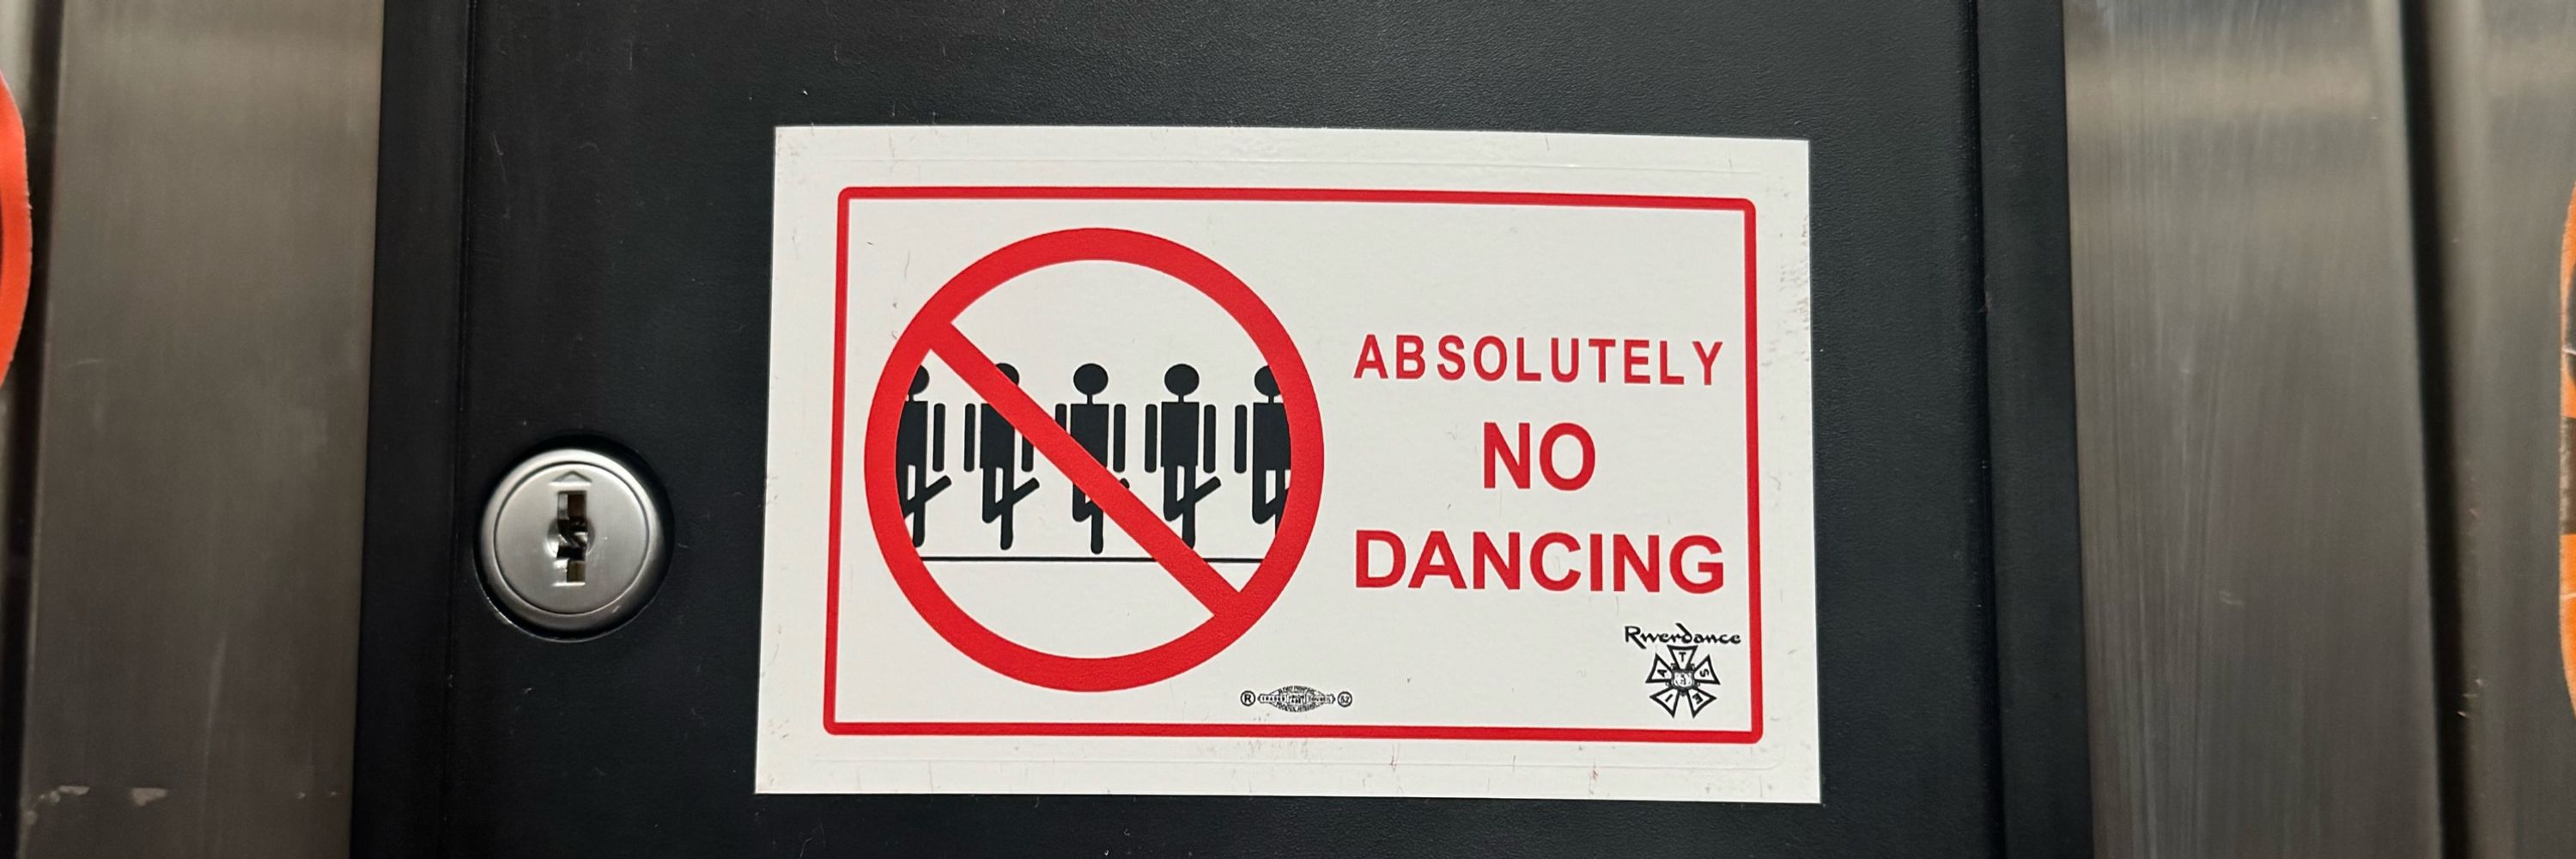 ABSOLUTELY
NO
DANCING
Riverdance
I A T S E